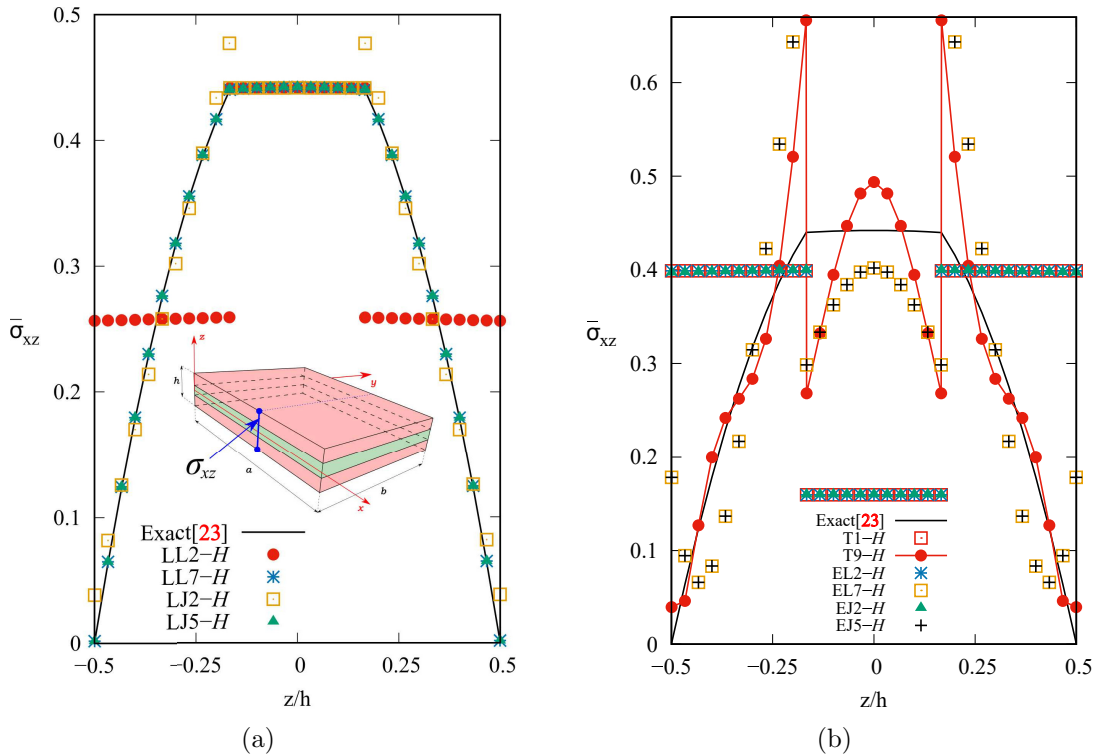 0.5
0.4
0.3
0.2
0.1
0
σ̅xz
−0.5
−0.25
0
0.25
0.5
z/h
z
y
h
a
b
x
σxz
Exact[23]
LL2−H
LL7−H
LJ2−H
LJ5−H
(a)
0.6
0.5
0.4
0.3
0.2
0.1
0
σ̅xz
−0.5
−0.25
0
0.25
0.5
z/h
Exact[23]
T1−H
T9−H
EL2−H
EL7−H
EJ2−H
EJ5−H
(b)